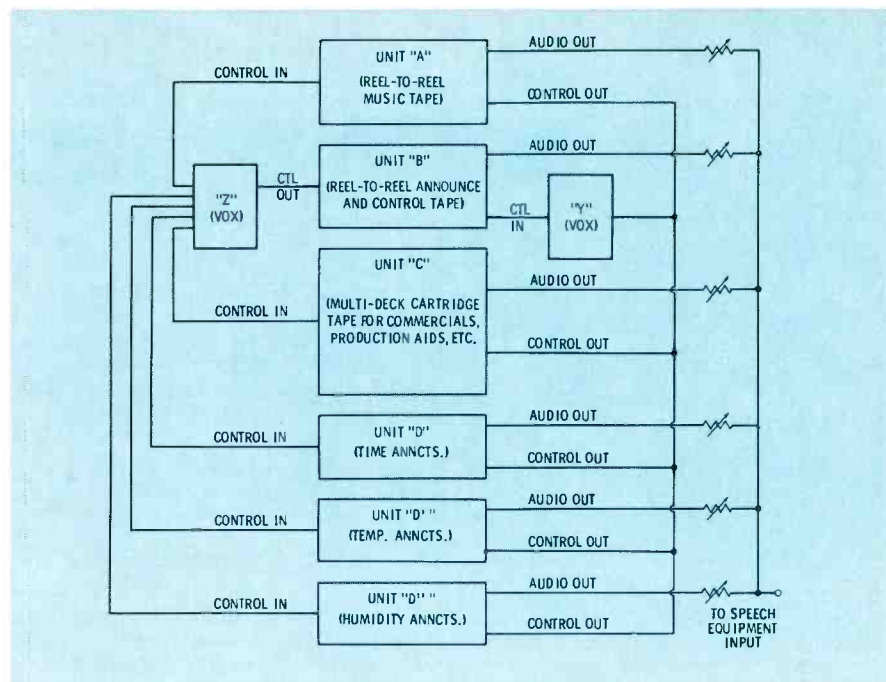 UNIT "A"
(REEL-TO-REEL
MUSIC TAPE)
AUDIO OUT
CONTROL IN
CONTROL OUT
UNIT "B"
(REEL-TO-REEL ANNOUNCE
AND CONTROL TAPE)
AUDIO OUT
"Z"
(VOX)
CTL
OUT
CTL
IN
"Y"
(VOX)
UNIT "C"
(MULTI-DECK CARTRIDGE
TAPE FOR COMMERCIALS,
PRODUCTION AIDS, ETC.
AUDIO OUT
CONTROL IN
CONTROL OUT
UNIT "D"
(TIME ANNCTS.)
AUDIO OUT
CONTROL IN
CONTROL OUT
UNIT "D' "
(TEMP. ANNCTS.)
AUDIO OUT
CONTROL IN
CONTROL OUT
UNIT "D" "
(HUMIDITY ANNCTS.)
AUDIO OUT
CONTROL IN
CONTROL OUT
TO SPEECH
EQUIPMENT
INPUT